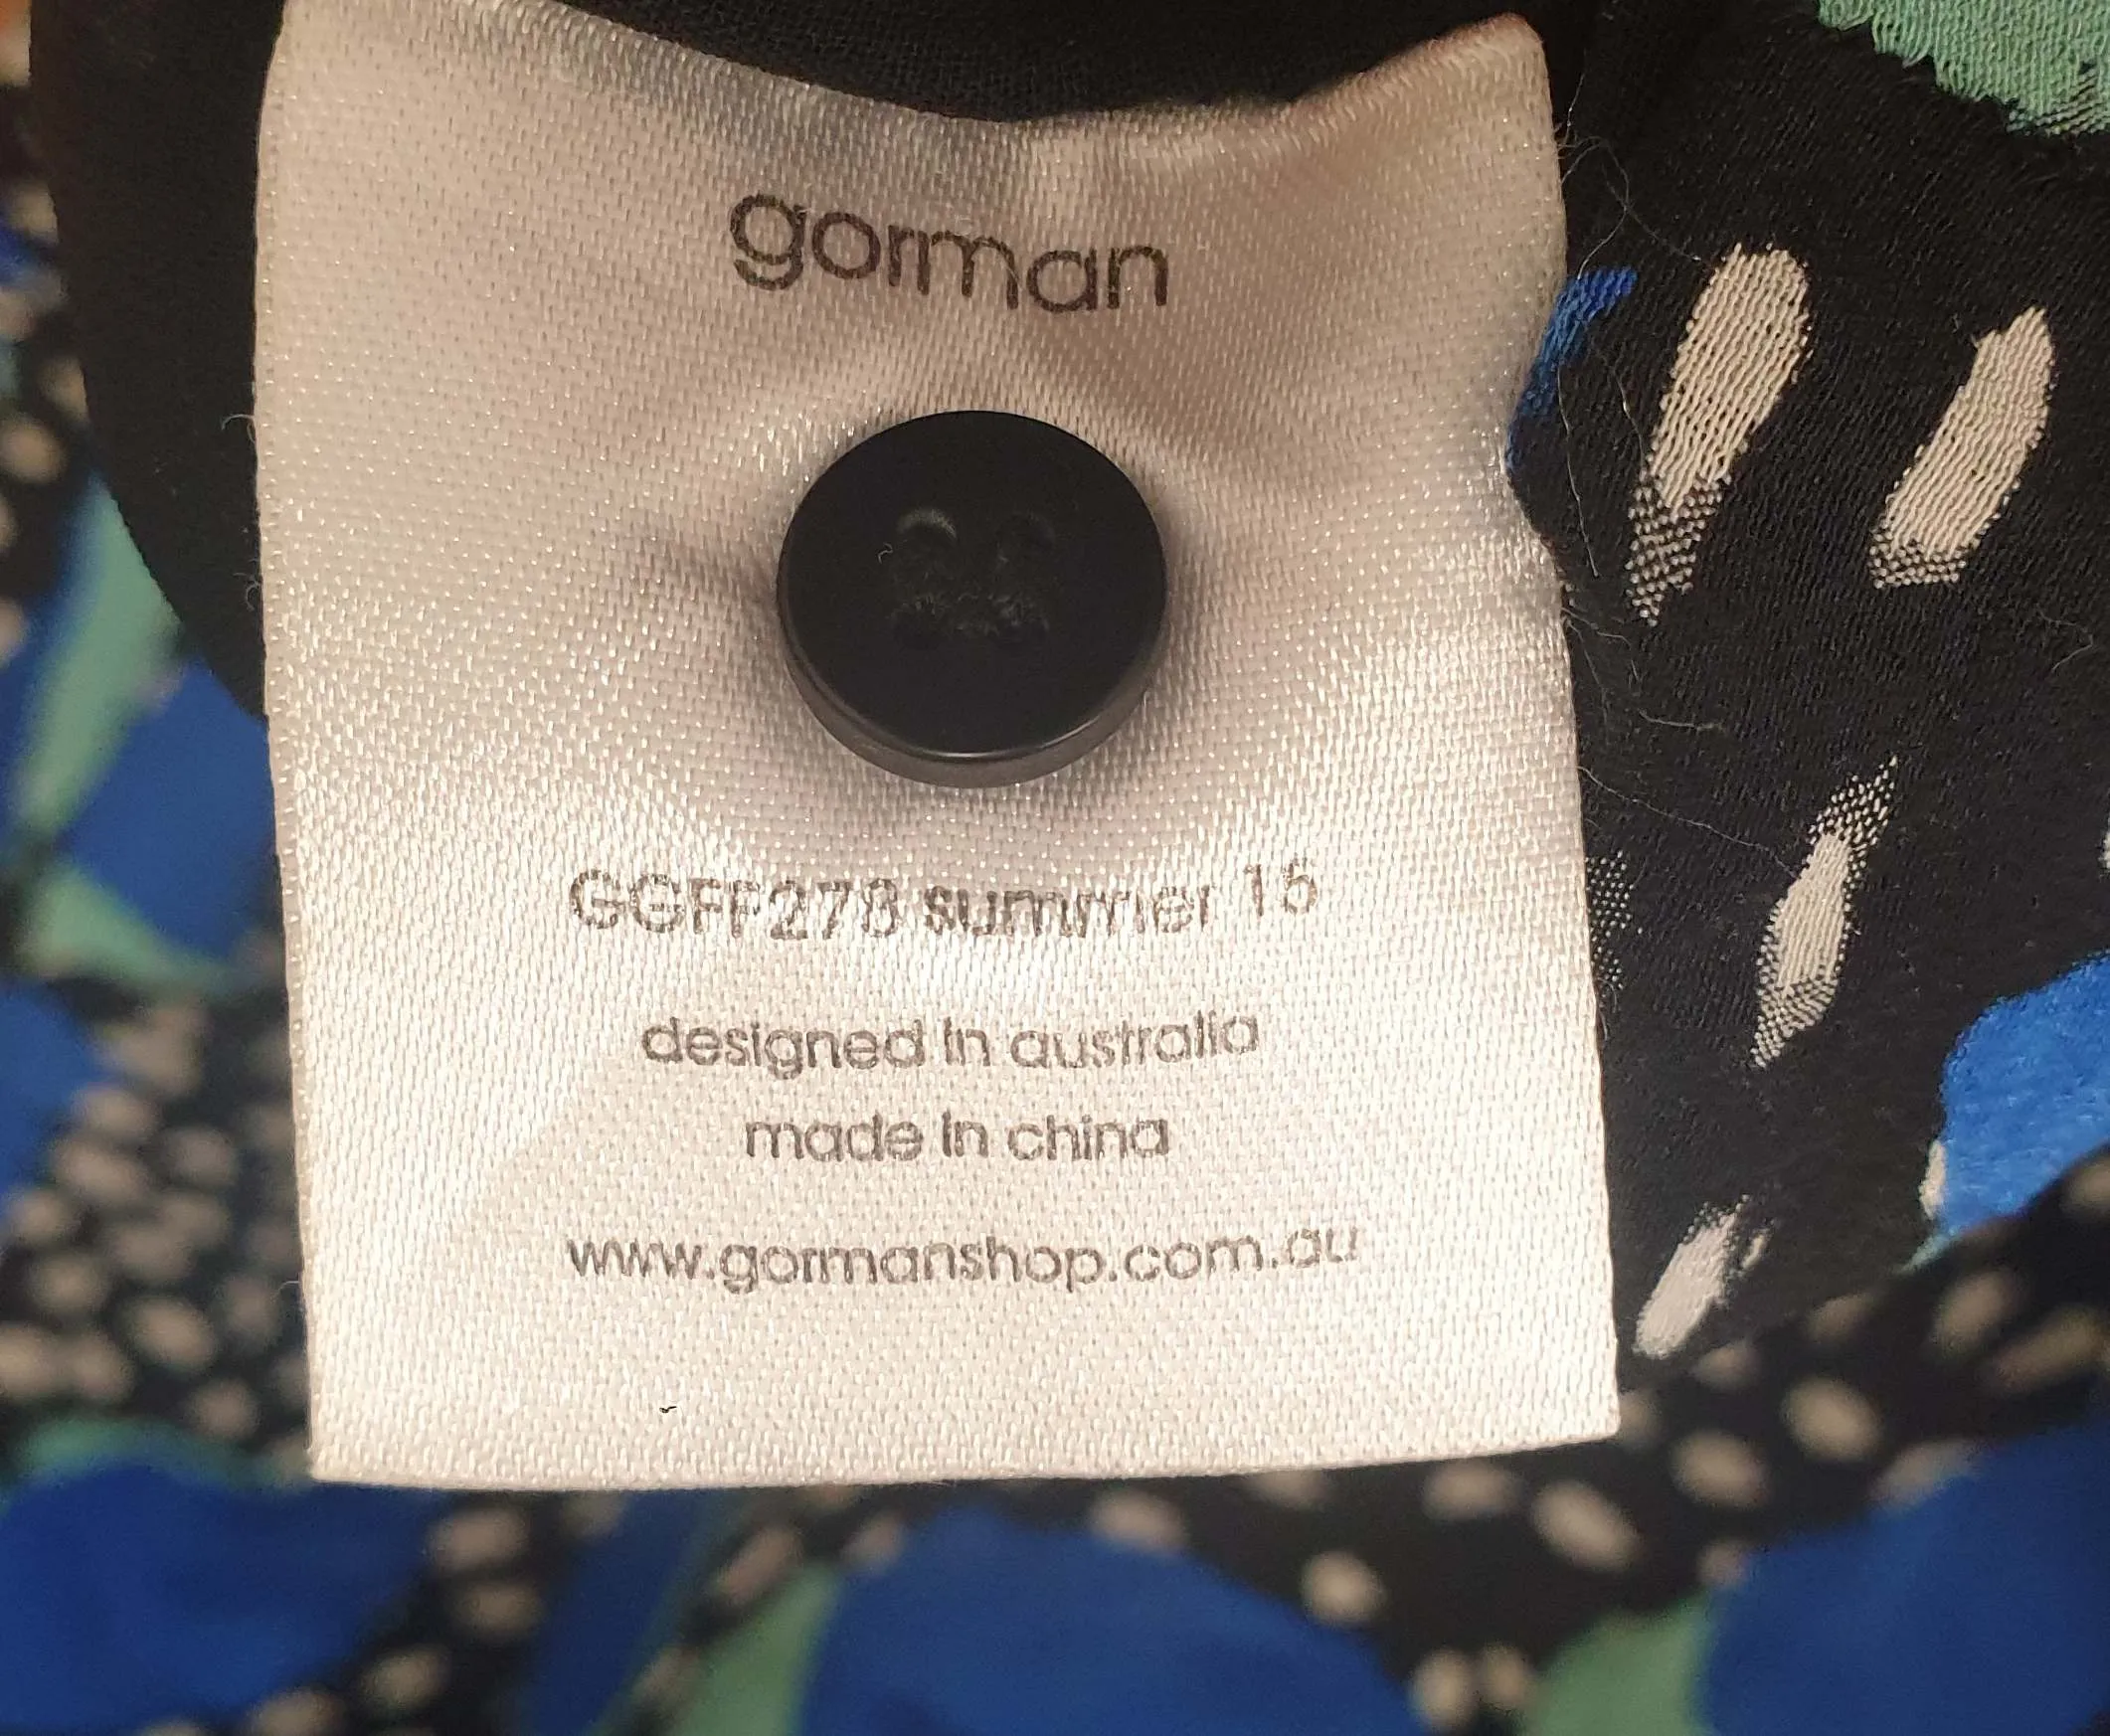 gorman
GGFF278 summer 15
designed in australia
made in china
www.gormanshop.com.au